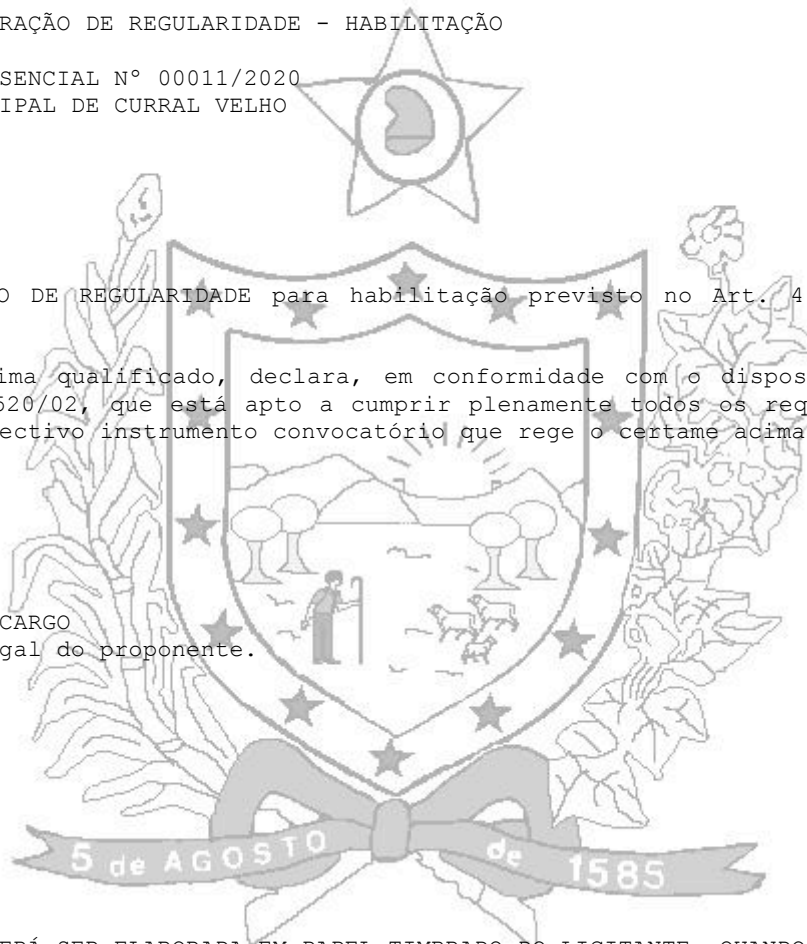 RAÇÃO DE REGULARIDADE - HABILITAÇÃO
SENCIAL Nº 00011/2020
IPAL DE CURRAL VELHO
O DE REGULARIDADE para habilitação previsto no Art. 4
ima qualificado, declara, em conformidade com o dispos
520/02, que está apto a cumprir plenamente todos os req
ectivo instrumento convocatório que rege o certame acima
CARGO
gal do proponente.
5 de AGOSTO de 1585
ERÁ SER ELABORADA EM PAPEL TIMBRADO DO LICITANTE, QUANDO